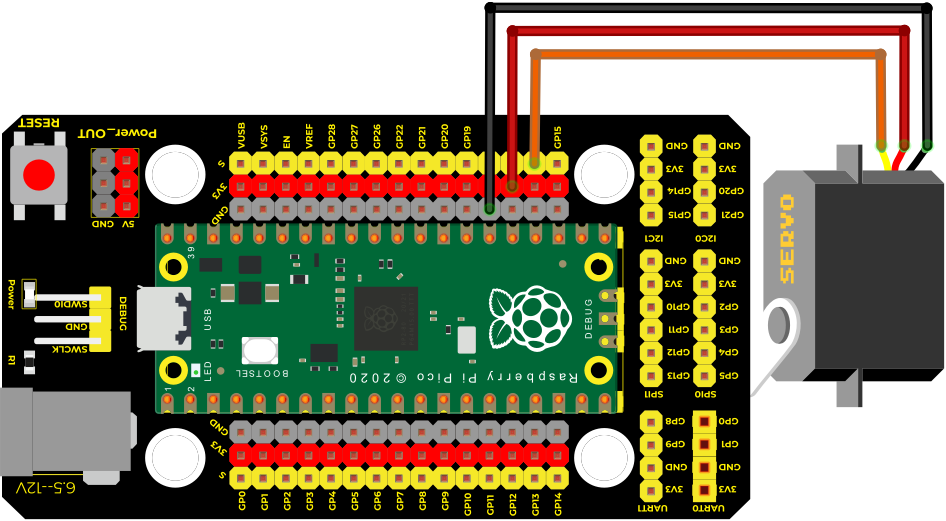 RESET
Power_OUT
GND
5V
S
3V3
GND
VUSB
VSYS
EN
VREF
GP28
GP27
GP26
GP22
GP21
GP20
GP19
GP15
GND
3V3
GP14
GP15
I2C1
GND
3V3
GP20
GP21
I2C0
SERVO
Power
R1
SWDIO
GND
SWCLK
DEBUG
39
USB
1
2
LED
BOOTSEL
Raspberry Pi Pico © 2020
DEBUG
GND
3V3
GP10
GP11
GP12
GP13
SPI1
GND
3V3
GP2
GP3
GP4
GP5
SPI0
GP8
GP9
GND
3V3
UART1
GP0
GP1
GND
3V3
UART0
GND
3V3
S
GP0
GP1
GP2
GP3
GP4
GP5
GP6
GP7
GP8
GP9
GP10
GP11
GP12
GP13
GP14
6.5--12V